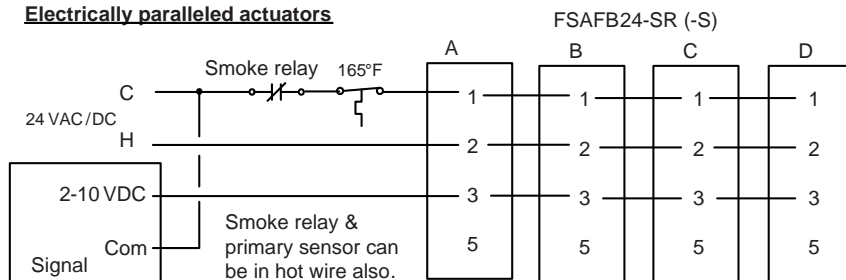 Electrically paralleled actuators
FSAFB24-SR (-S)
A B C D
Smoke relay 165°F
C
24 VAC/DC
H
1 1 1 1
2 2 2 2
2-10 VDC
3 3 3 3
Com
Signal
Smoke relay &
primary sensor can
be in hot wire also.
5 5 5 5